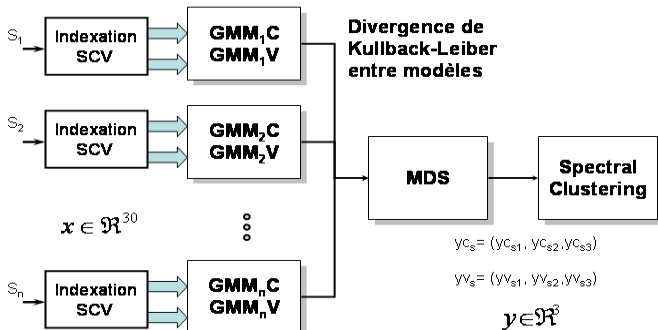 S1
Indexation
SCV
GMM1C
GMM1V
Divergence de
Kullback-Leiber
entre modèles
S2
Indexation
SCV
GMM2C
GMM2V
MDS
Spectral
Clustering
x ∈ ℜ30
ycs= (ycs1, ycs2,ycs3)
yvs= (yvs1, yvs2,yvs3)
Sn
Indexation
SCV
GMMnC
GMMnV
y∈ℜ3